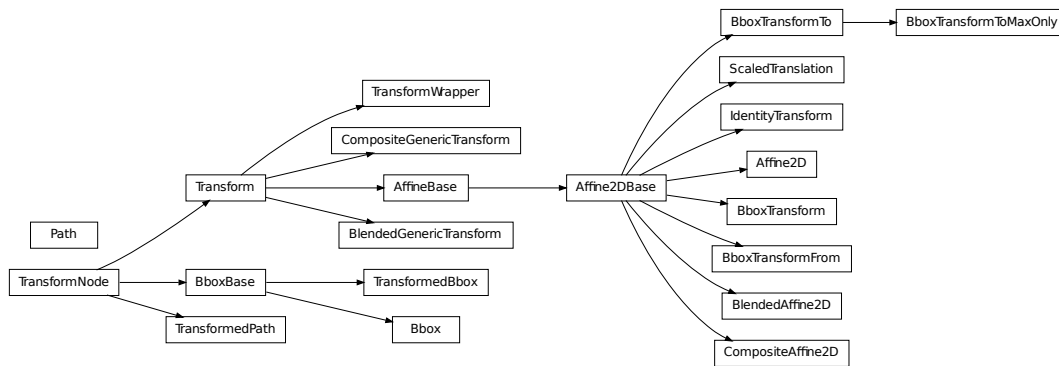 BboxTransformTo
BboxTransformToMaxOnly
ScaledTranslation
TransformWrapper
IdentityTransform
CompositeGenericTransform
Affine2D
Transform
AffineBase
Affine2DBase
BboxTransform
Path
BlendedGenericTransform
BboxTransformFrom
TransformNode
BboxBase
TransformedBbox
BlendedAffine2D
TransformedPath
Bbox
CompositeAffine2D